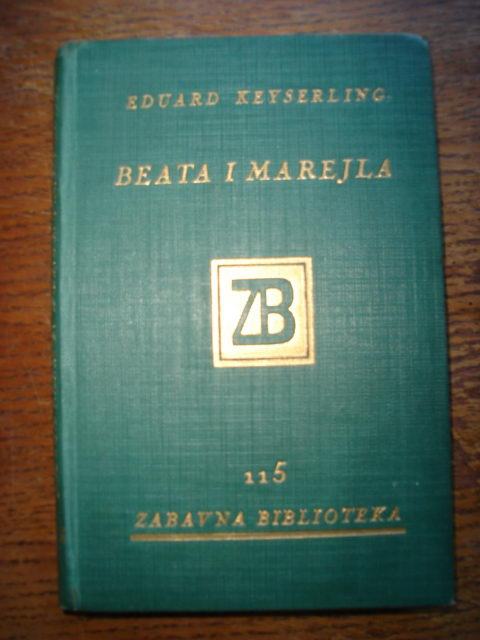 EDUARD KEYSERLING
BEATA I MAREJLA
ZB
115
ZABAVNA BIBLIOTEKA